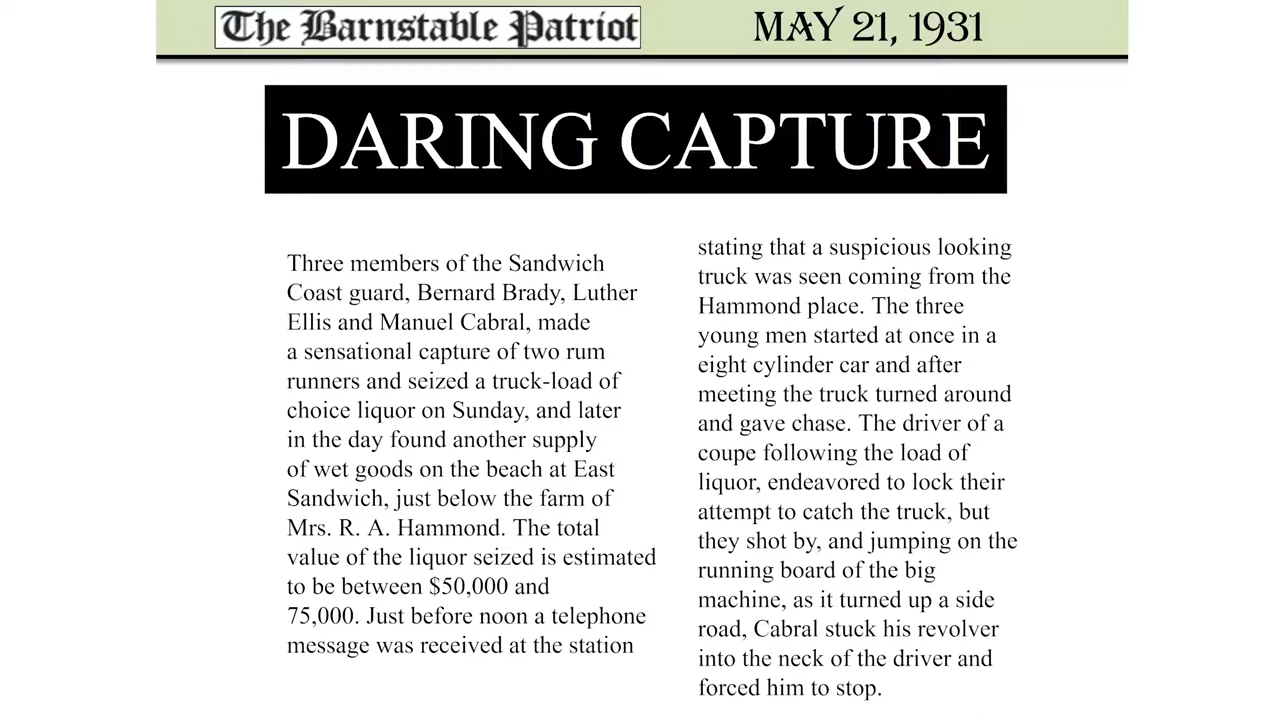 The Barnstable Patriot
MAY 21, 1931
DARING CAPTURE
Three members of the Sandwich
Coast guard, Bernard Brady, Luther
Ellis and Manuel Cabral, made
a sensational capture of two rum
runners and seized a truck-load of
choice liquor on Sunday, and later
in the day found another supply
of wet goods on the beach at East
Sandwich, just below the farm of
Mrs. R. A. Hammond. The total
value of the liquor seized is estimated
to be between $50,000 and
75,000. Just before noon a telephone
message was received at the station
stating that a suspicious looking
truck was seen coming from the
Hammond place. The three
young men started at once in a
eight cylinder car and after
meeting the truck turned around
and gave chase. The driver of a
coupe following the load of
liquor, endeavored to lock their
attempt to catch the truck, but
they shot by, and jumping on the
running board of the big
machine, as it turned up a side
road, Cabral stuck his revolver
into the neck of the driver and
forced him to stop.